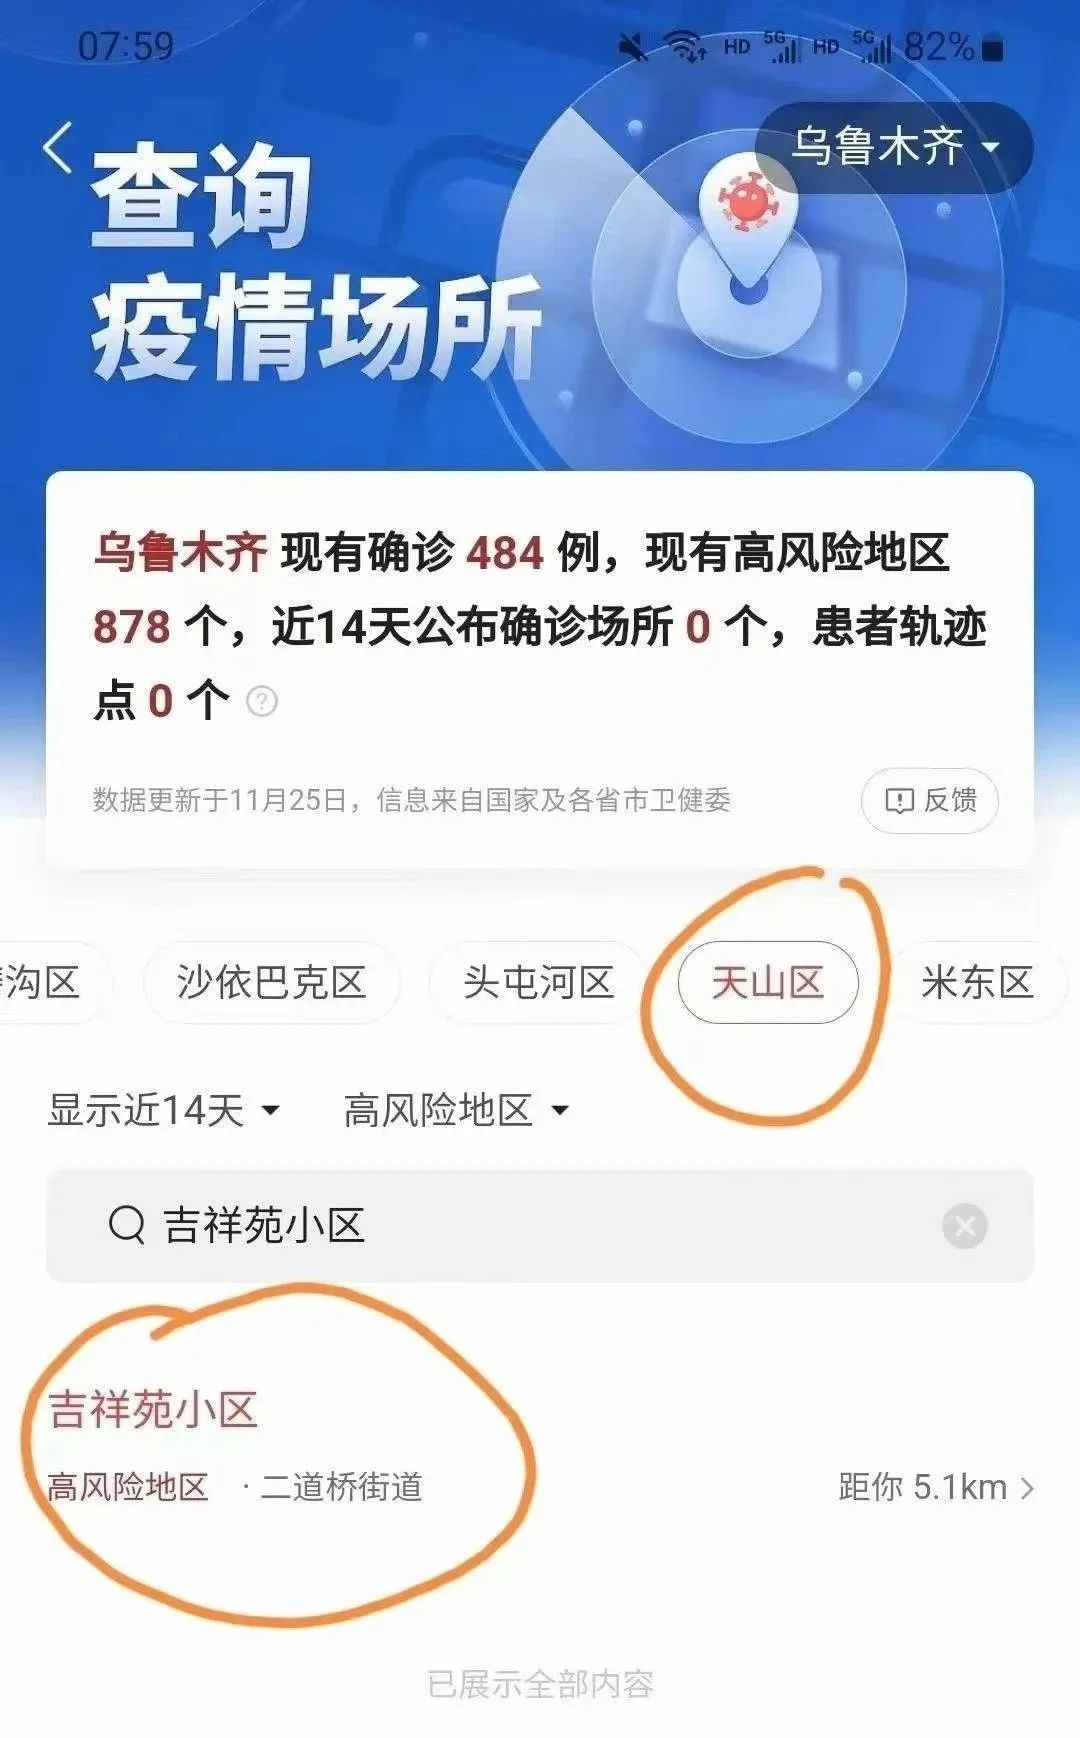 07:59
HD 5G HD 5G 82%
乌鲁木齐
查询
疫情场所
乌鲁木齐 现有确诊 484 例，现有高风险地区
878 个，近14天公布确诊场所 0 个，患者轨迹
点 0 个 ?
数据更新于11月25日，信息来自国家及各省市卫健委
反馈
沟区 沙依巴克区 头屯河区 天山区 米东区
显示近14天 高风险地区
吉祥苑小区
吉祥苑小区
高风险地区 · 二道桥街道 距你 5.1km
已展示全部内容